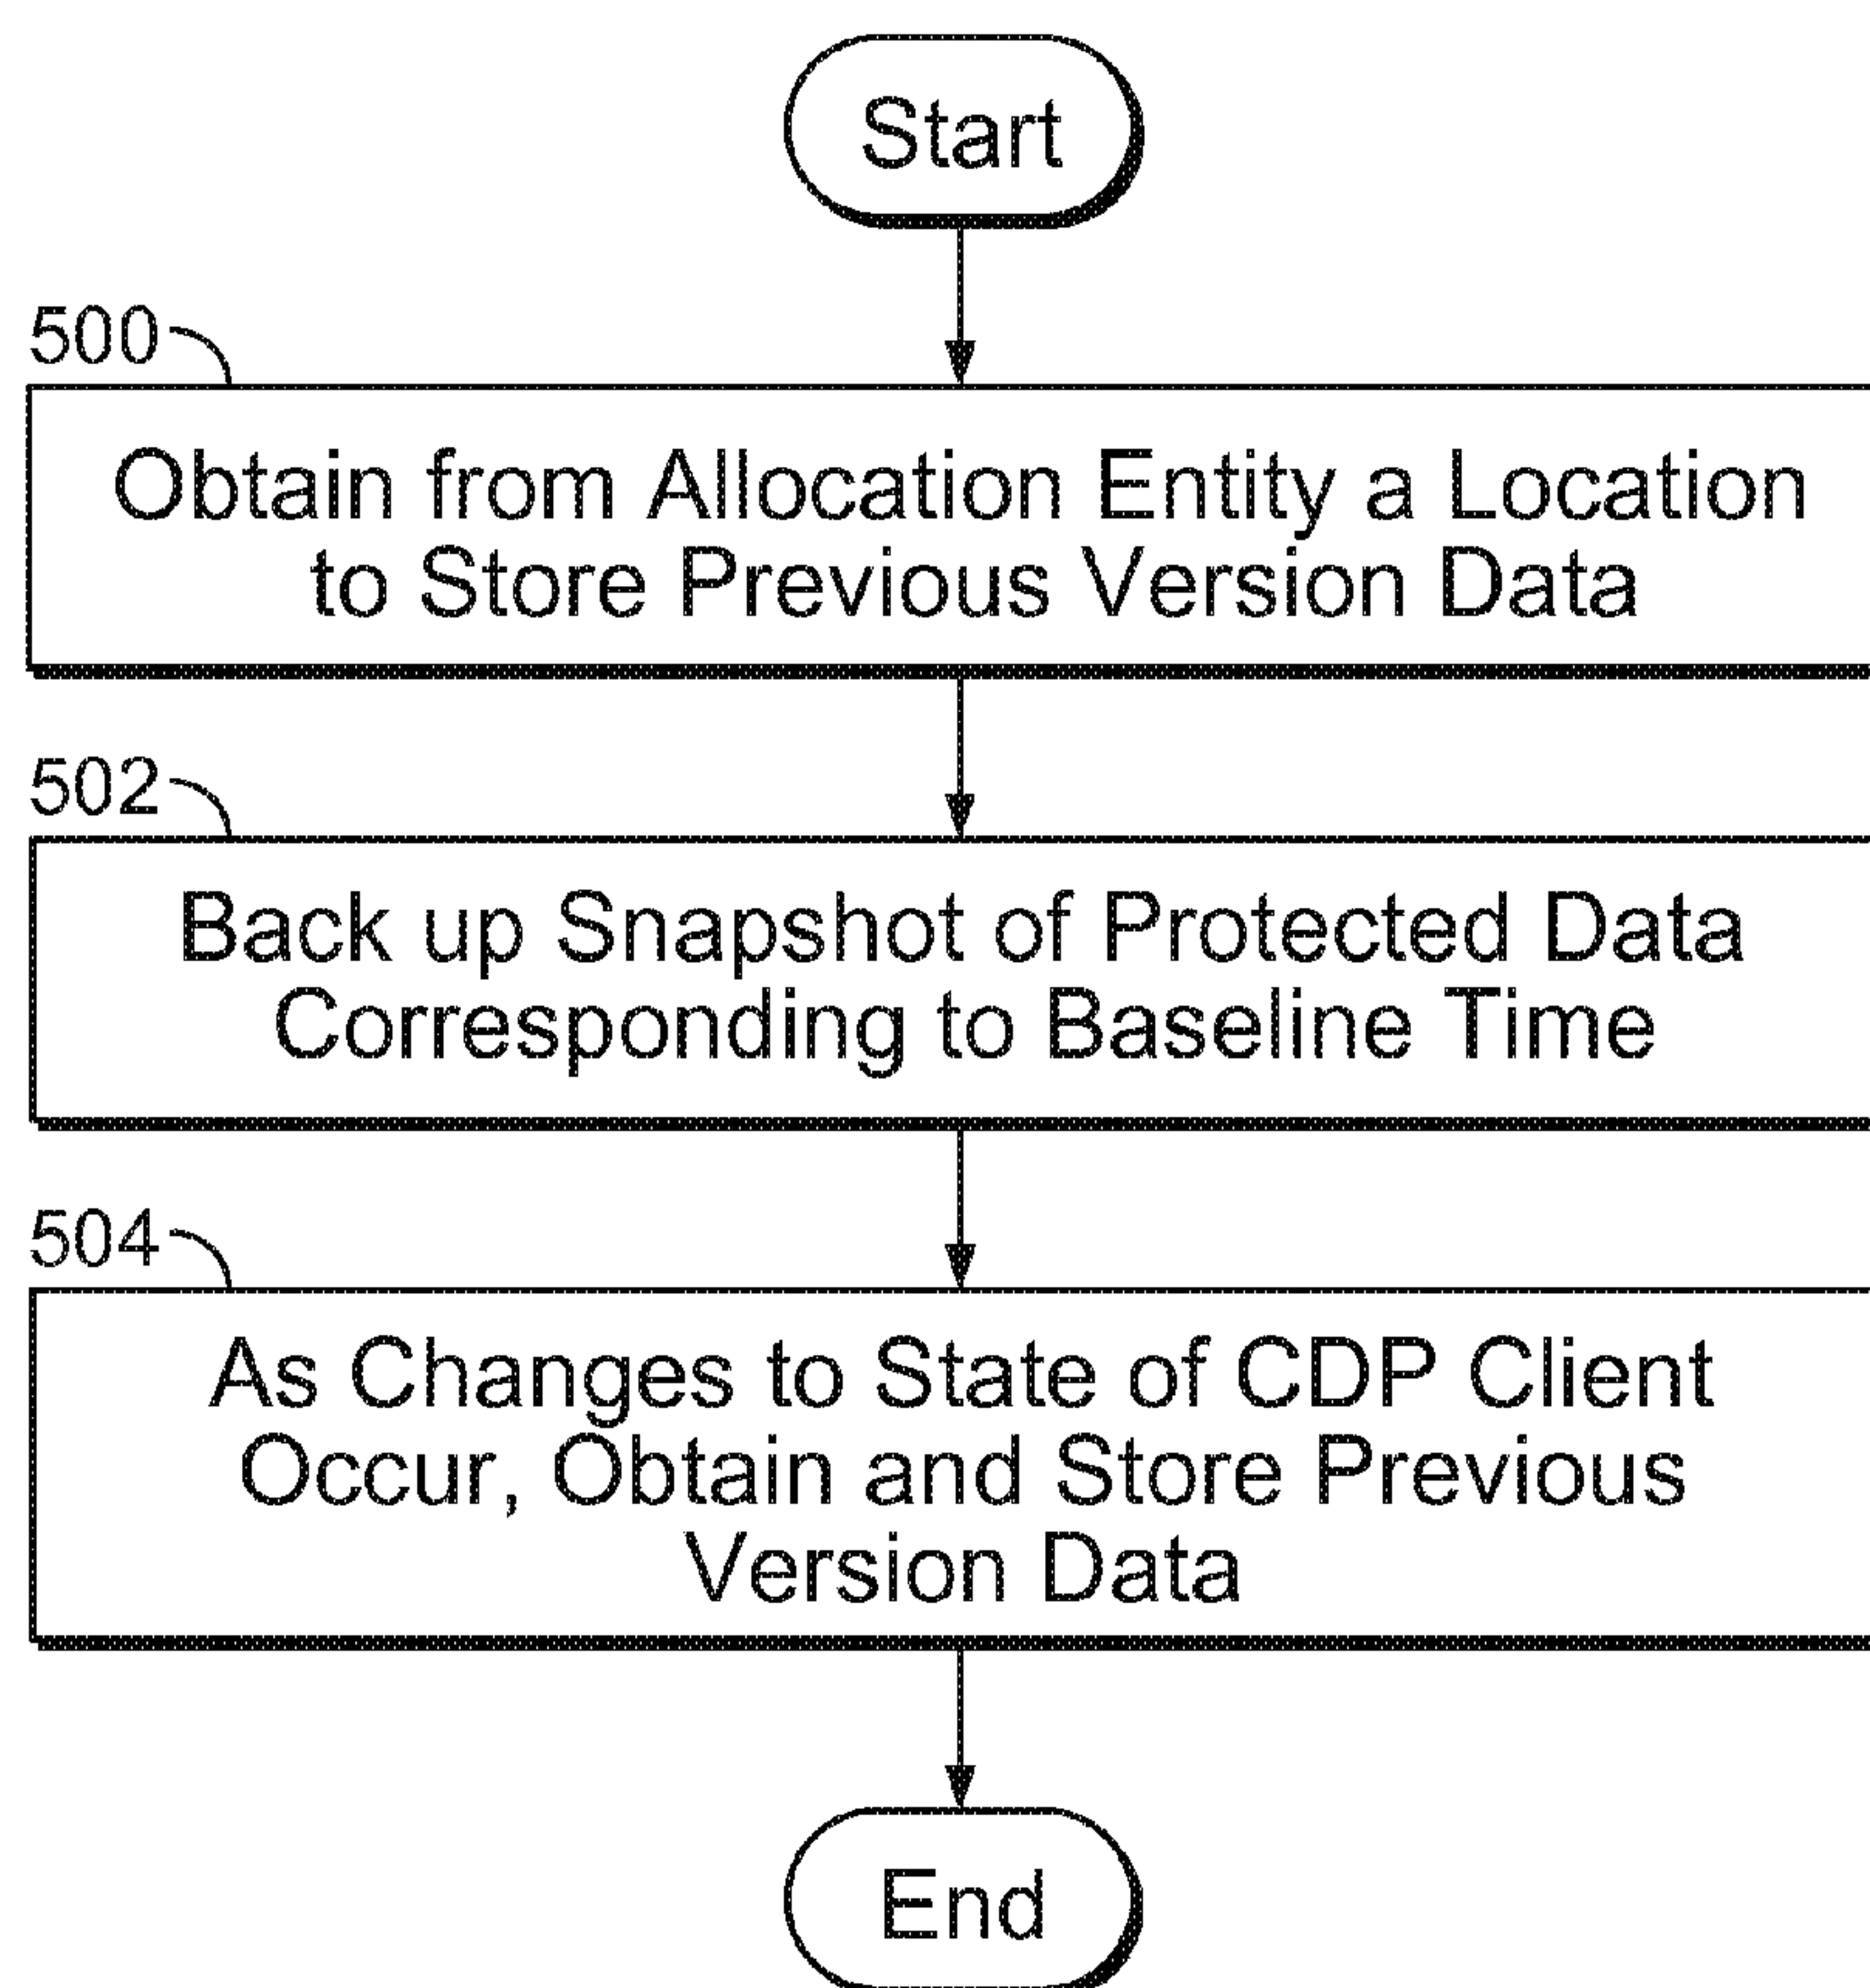 Start
500
Obtain from Allocation Entity a Location
to Store Previous Version Data
502
Back up Snapshot of Protected Data
Corresponding to Baseline Time
504
As Changes to State of CDP Client
Occur, Obtain and Store Previous
Version Data
End